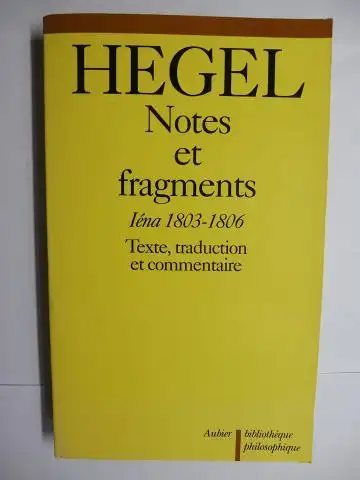 HEGEL
Notes
et
fragments
Iéna 1803-1806
Texte, traduction
et commentaire
Aubier bibliothèque
philosophique